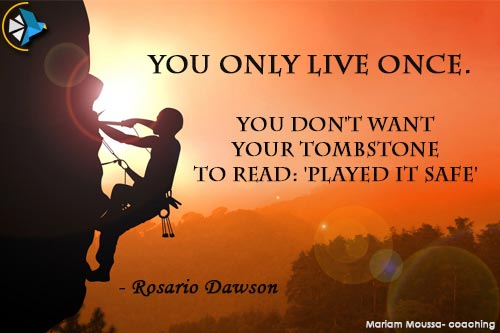 YOU ONLY LIVE ONCE.
YOU DON'T WANT
YOUR TOMBSTONE
TO READ: 'PLAYED IT SAFE'
- Rosario Dawson
Mariam Moussa- coaching